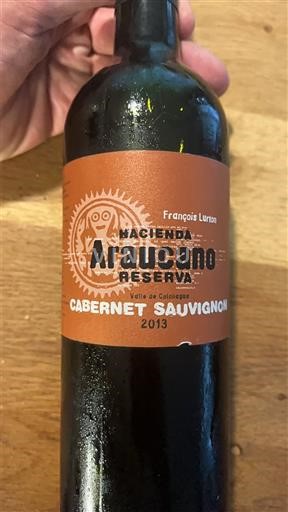 François Lurton
HACIENDA
Araucano
RESERVA
Valle de Colchagua
CABERNET SAUVIGNON
2013